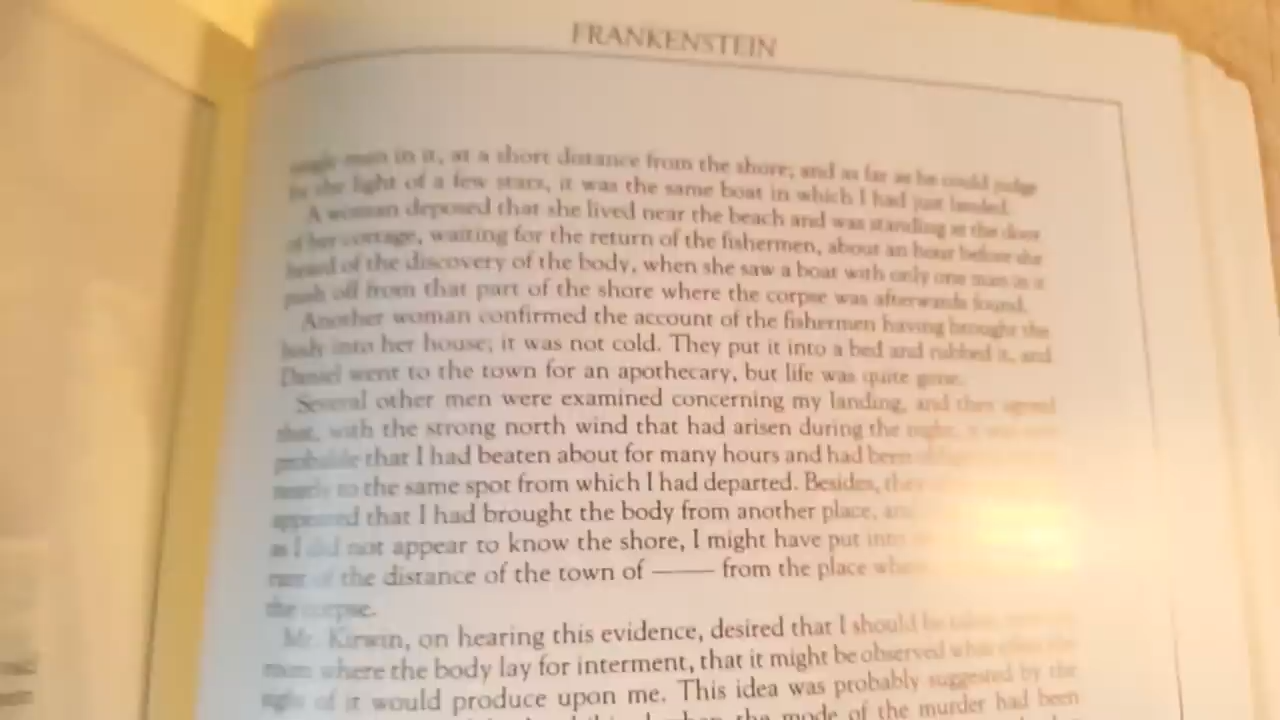 FRANKENSTEIN
man in it, at a short distance from the shore; and as far as he could judge
by the light of a few stars, it was the same boat in which I had just landed.
A woman deposed that she lived near the beach and was standing at the door
of her cottage, waiting for the return of the fishermen, about an hour before she
heard of the discovery of the body, when she saw a boat with only one man in it
push off from that part of the shore where the corpse was afterwards found.
Another woman confirmed the account of the fishermen having brought the
body into her house; it was not cold. They put it into a bed and rubbed it, and
Daniel went to the town for an apothecary, but life was quite gone.
Several other men were examined concerning my landing, and they agreed
that, with the strong north wind that had arisen during the
probable that I had beaten about for many hours and had been
nearly to the same spot from which I had departed. Besides, they
appeared that I had brought the body from another place,
as I did not appear to know the shore, I might have put into
the distance of the town of —— from the place
the corpse.
Mr. Kirwin, on hearing this evidence, desired that I should be
room where the body lay for interment, that it might be observed
sight of it would produce upon me. This idea was probably suggested by the
the mode of the murder had been